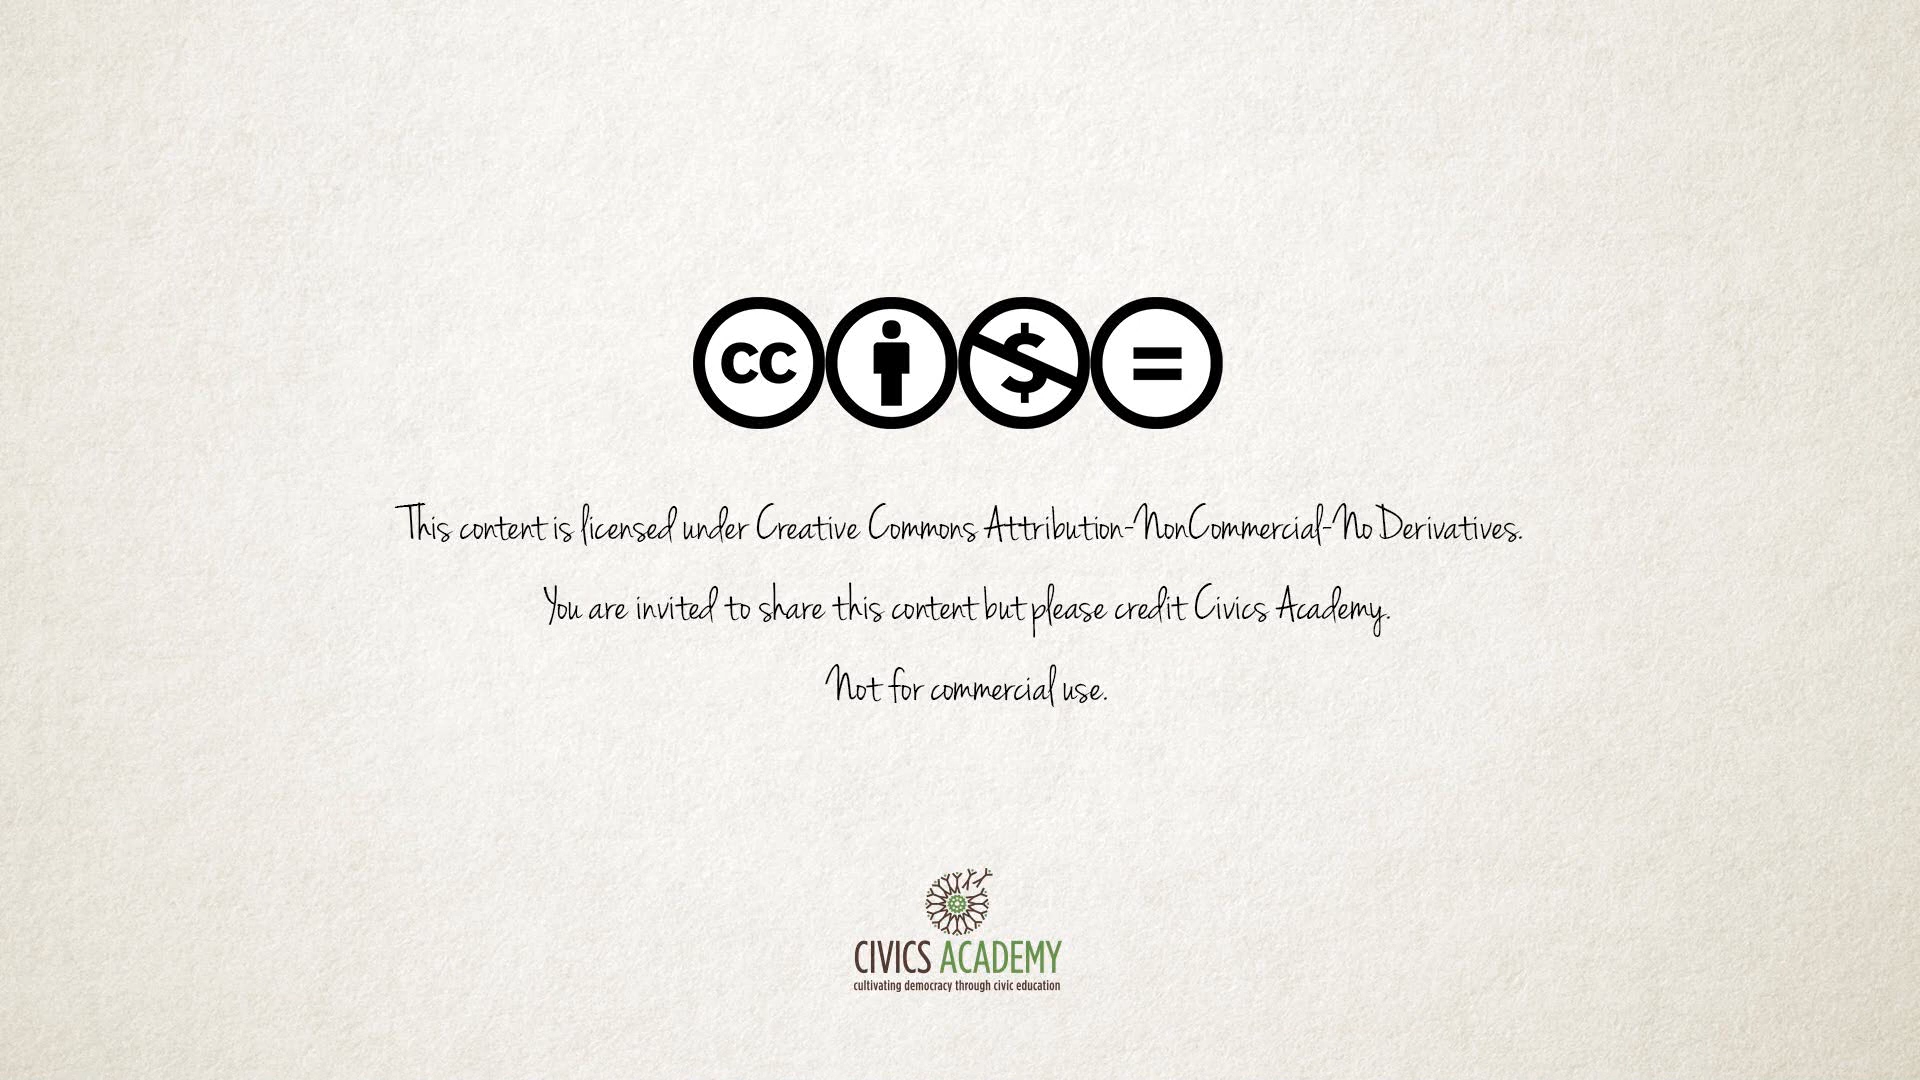 cc $ =
This content is licensed under Creative Commons Attribution-NonCommercial-No Derivatives.
You are invited to share this content but please credit Civics Academy.
Not for commercial use.
CIVICS ACADEMY
cultivating democracy through civic education